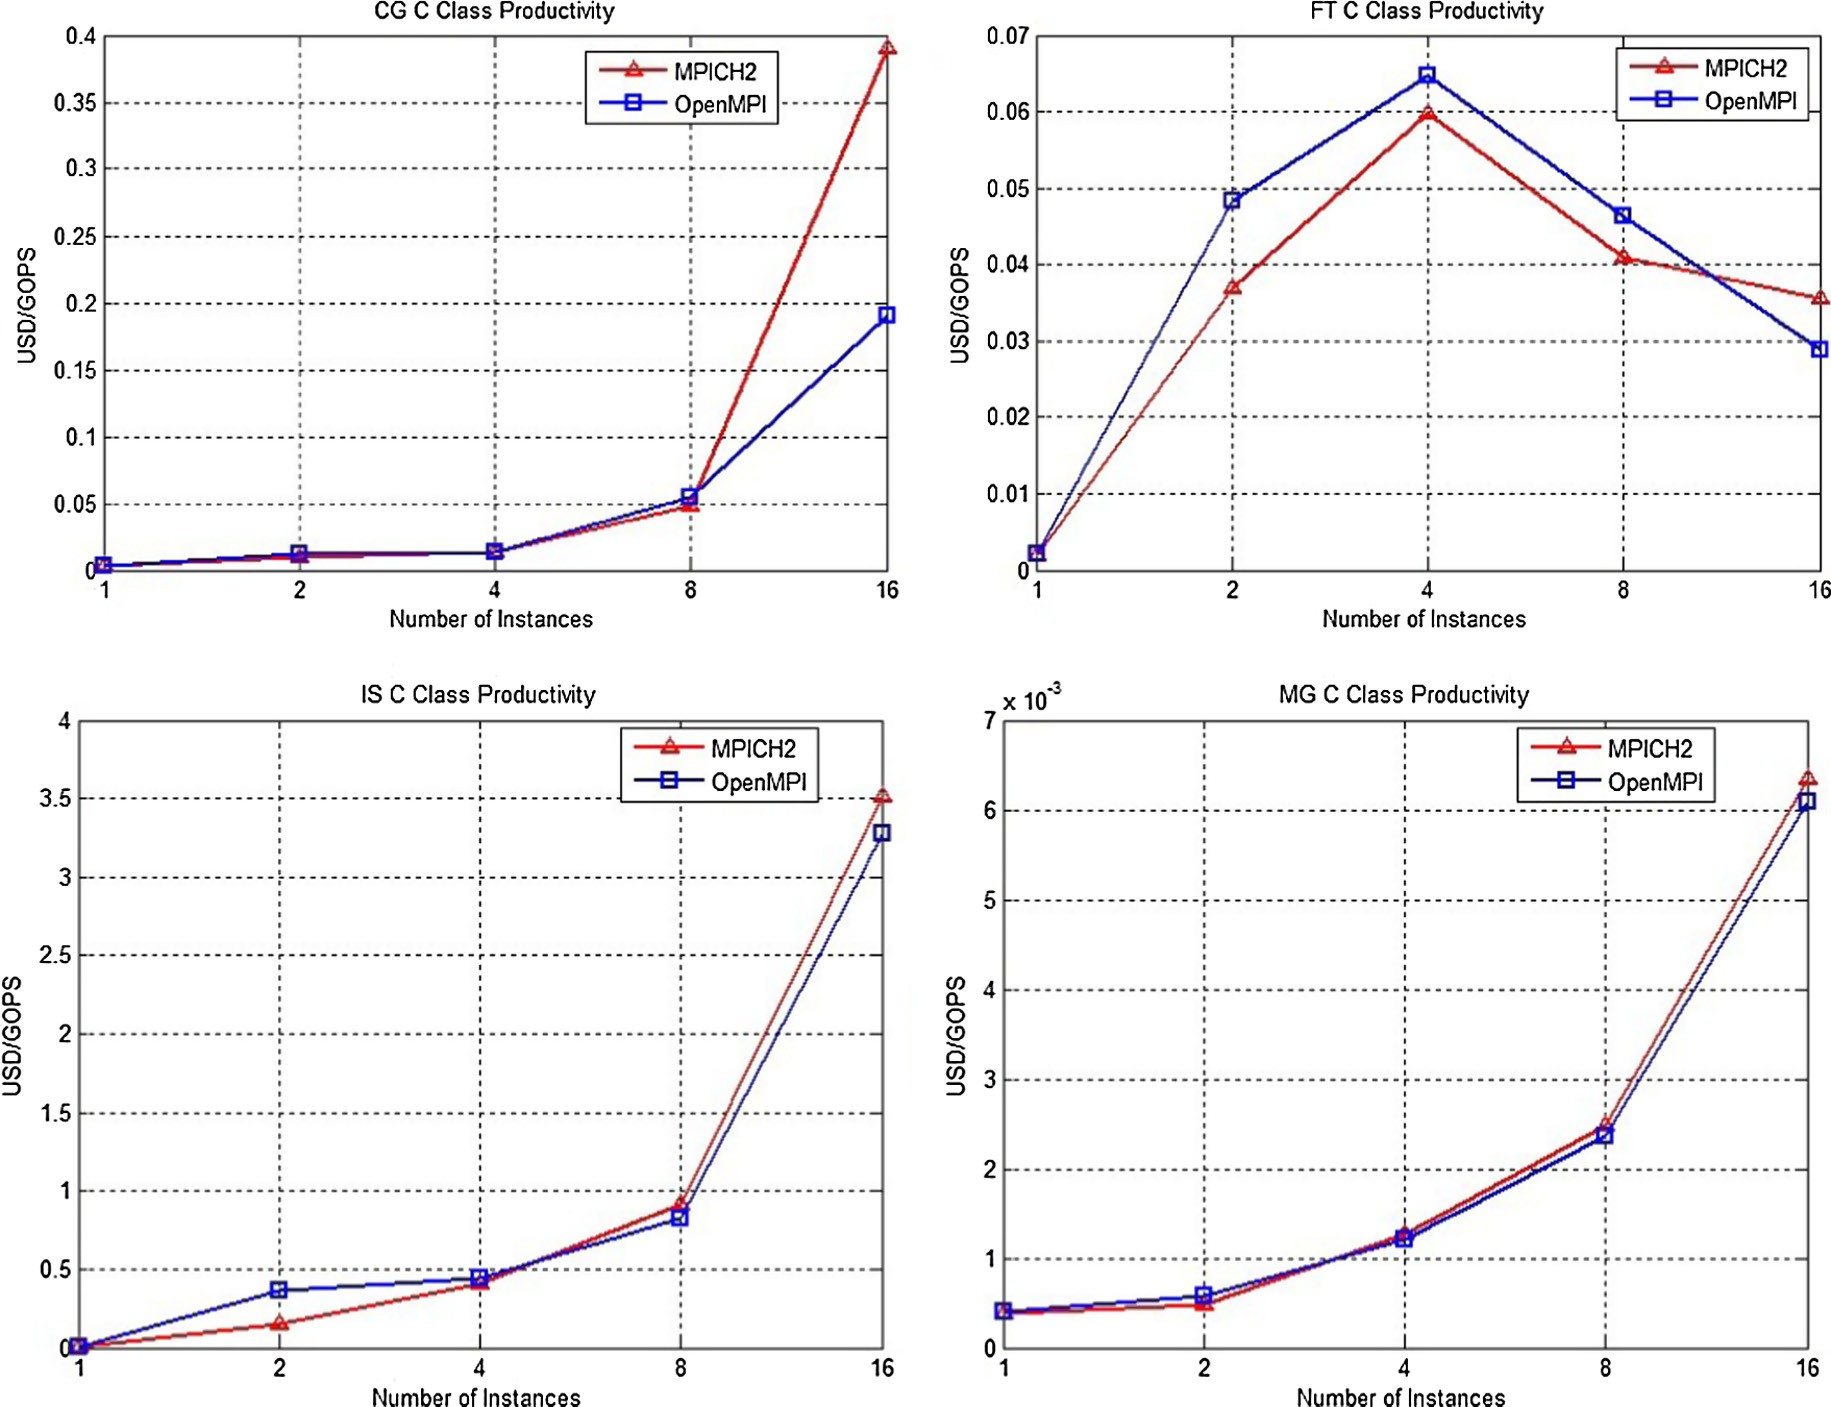 CG C Class Productivity
0.4
0.35
0.3
0.25
0.2
0.15
0.1
0.05
0
USD/GOPS
MPICH2
OpenMPI
1 2 4 8 16
Number of Instances
FT C Class Productivity
0.07
0.06
0.05
0.04
0.03
0.02
0.01
0
USD/GOPS
MPICH2
OpenMPI
1 2 4 8 16
Number of Instances
IS C Class Productivity
4
3.5
3
2.5
2
1.5
1
0.5
0
USD/GOPS
MPICH2
OpenMPI
1 2 4 8 16
Number of Instances
MG C Class Productivity
x 10⁻³
7
6
5
4
3
2
1
0
USD/GOPS
MPICH2
OpenMPI
1 2 4 8 16
Number of Instances